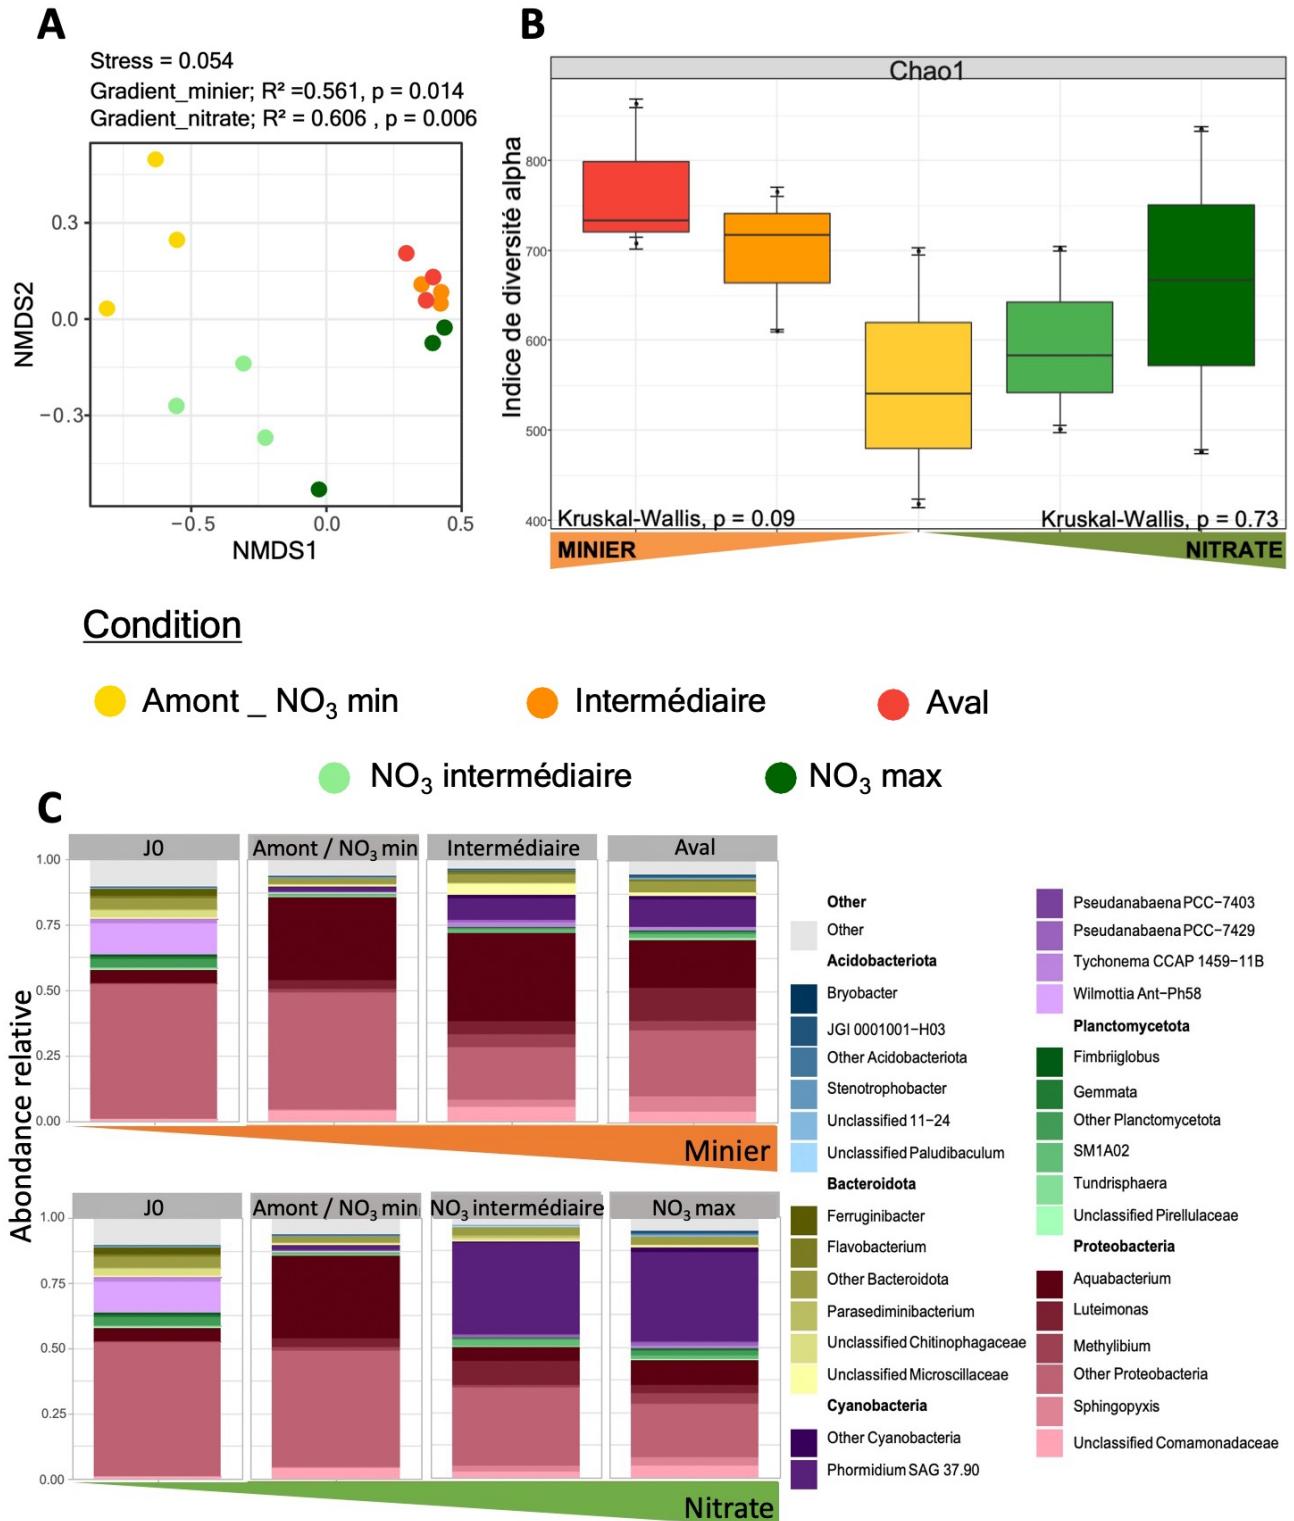 A
Stress = 0.054
Gradient_minier; R² =0.561, p = 0.014
Gradient_nitrate; R² = 0.606 , p = 0.006
NMDS2
0.3
0.0
−0.3
−0.5
0.0
0.5
NMDS1
B
Chao1
Indice de diversité alpha
800
700
600
500
400
Kruskal-Wallis, p = 0.09
Kruskal-Wallis, p = 0.73
MINIER
NITRATE
Condition
Amont _ NO₃ min
Intermédiaire
Aval
NO₃ intermédiaire
NO₃ max
C
Abondance relative
J0
Amont / NO₃ min
Intermédiaire
Aval
1.00
0.75
0.50
0.25
0.00
Minier
J0
Amont / NO₃ min
NO₃ intermédiaire
NO₃ max
1.00
0.75
0.50
0.25
0.00
Nitrate
Other
Other
Acidobacteriota
Bryobacter
JGI 0001001−H03
Other Acidobacteriota
Stenotrophobacter
Unclassified 11−24
Unclassified Paludibaculum
Bacteroidota
Ferruginibacter
Flavobacterium
Other Bacteroidota
Parasediminibacterium
Unclassified Chitinophagaceae
Unclassified Microscillaceae
Cyanobacteria
Other Cyanobacteria
Phormidium SAG 37.90
Pseudanabaena PCC−7403
Pseudanabaena PCC−7429
Tychonema CCAP 1459−11B
Wilmottia Ant−Ph58
Planctomycetota
Fimbriiglobus
Gemmata
Other Planctomycetota
SM1A02
Tundrisphaera
Unclassified Pirellulaceae
Proteobacteria
Aquabacterium
Luteimonas
Methylibium
Other Proteobacteria
Sphingopyxis
Unclassified Comamonadaceae